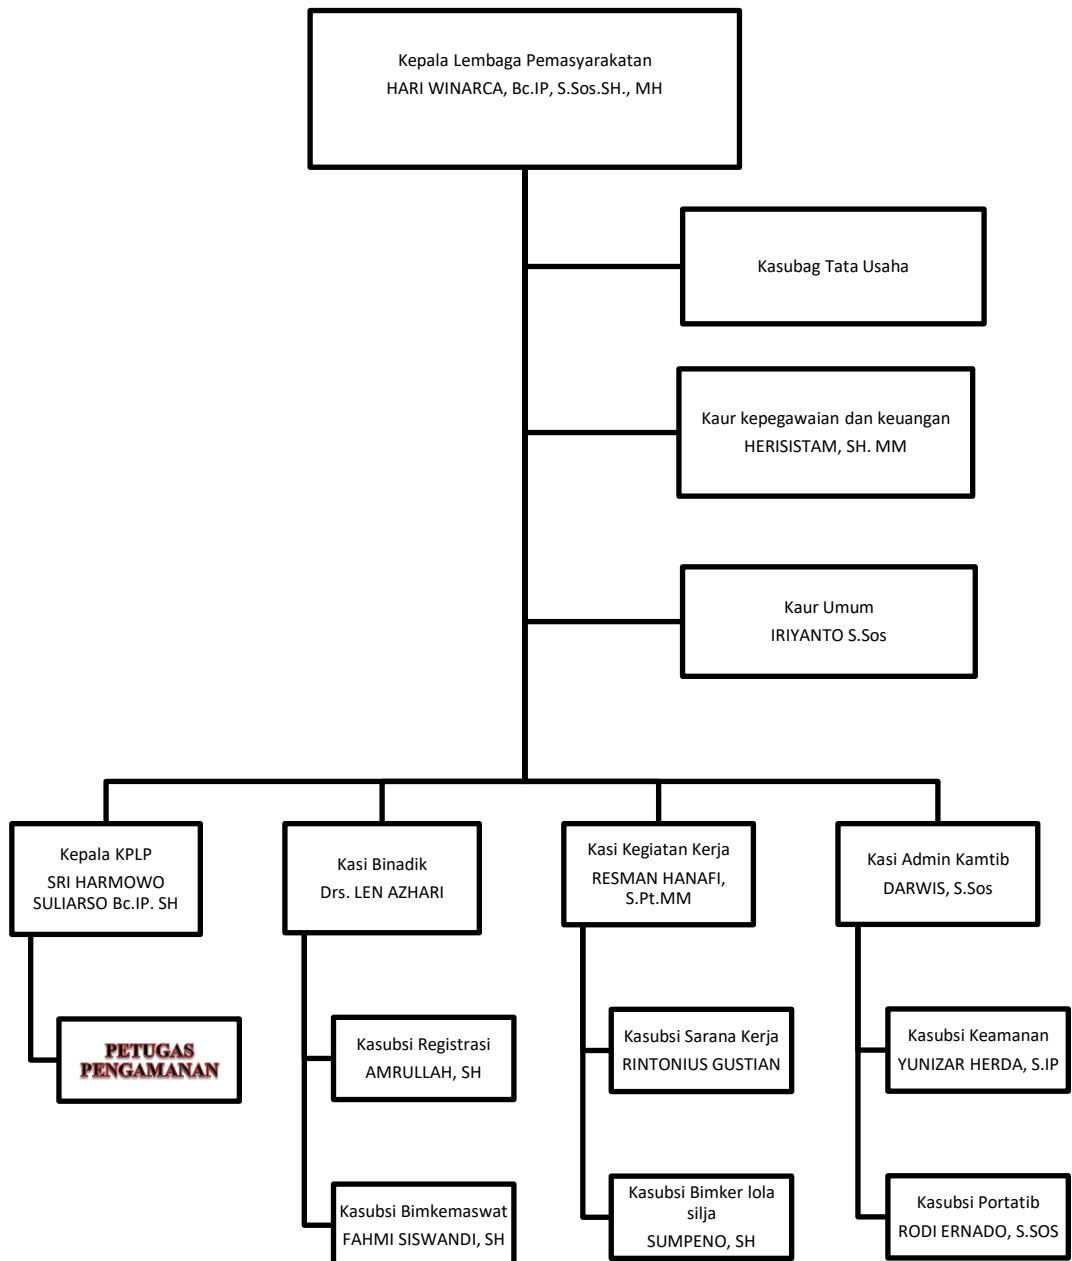 Kepala Lembaga Pemasyarakatan
HARI WINARCA, Bc.IP, S.Sos.SH., MH
Kasubag Tata Usaha
Kaur kepegawaian dan keuangan
HERISISTAM, SH. MM
Kaur Umum
IRIYANTO S.Sos
Kepala KPLP
SRI HARMOWO
SULIARSO Bc.IP. SH
Kasi Binadik
Drs. LEN AZHARI
Kasi Kegiatan Kerja
RESMAN HANAFI,
S.Pt.MM
Kasi Admin Kamtib
DARWIS, S.Sos
PETUGAS
PENGAMANAN
Kasubsi Registrasi
AMRULLAH, SH
Kasubsi Sarana Kerja
RINTONIUS GUSTIAN
Kasubsi Keamanan
YUNIZAR HERDA, S.IP
Kasubsi Bimkemaswat
FAHMI SISWANDI, SH
Kasubsi Bimker lola
silja
SUMPENO, SH
Kasubsi Portatib
RODI ERNADO, S.SOS